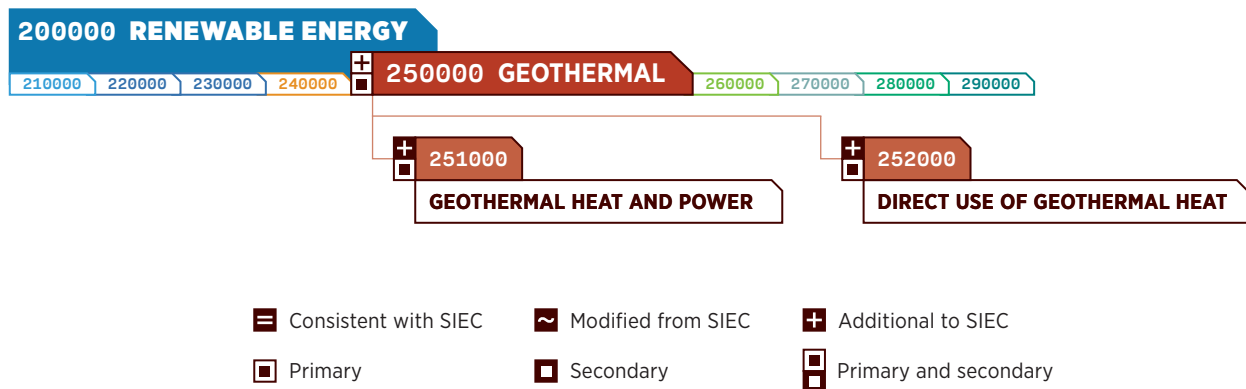 200000 RENEWABLE ENERGY
210000 220000 230000 240000 250000 GEOTHERMAL 260000 270000 280000 290000
251000 252000
GEOTHERMAL HEAT AND POWER DIRECT USE OF GEOTHERMAL HEAT
Consistent with SIEC Modified from SIEC Additional to SIEC
Primary Secondary Primary and secondary